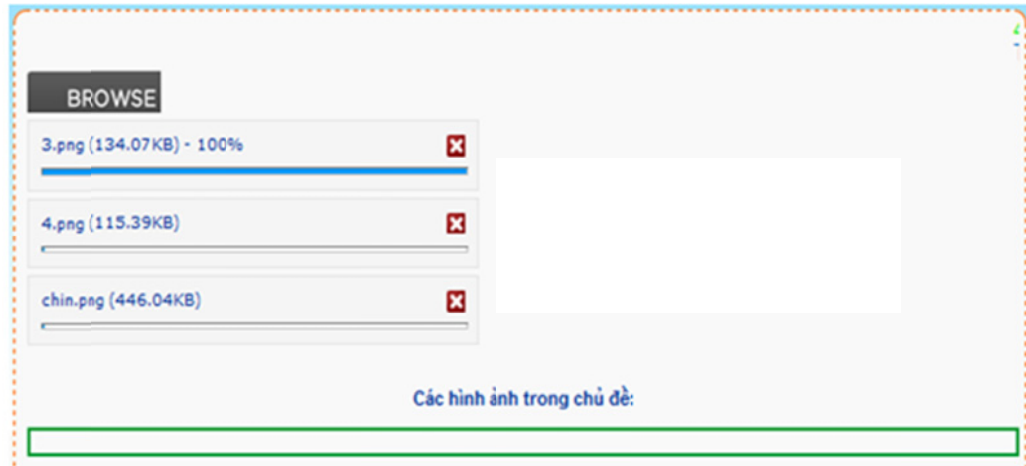 BROWSE
3.png (134.07KB) - 100%
4.png (115.39KB)
chin.png (446.04KB)
Các hình ảnh trong chủ đề: